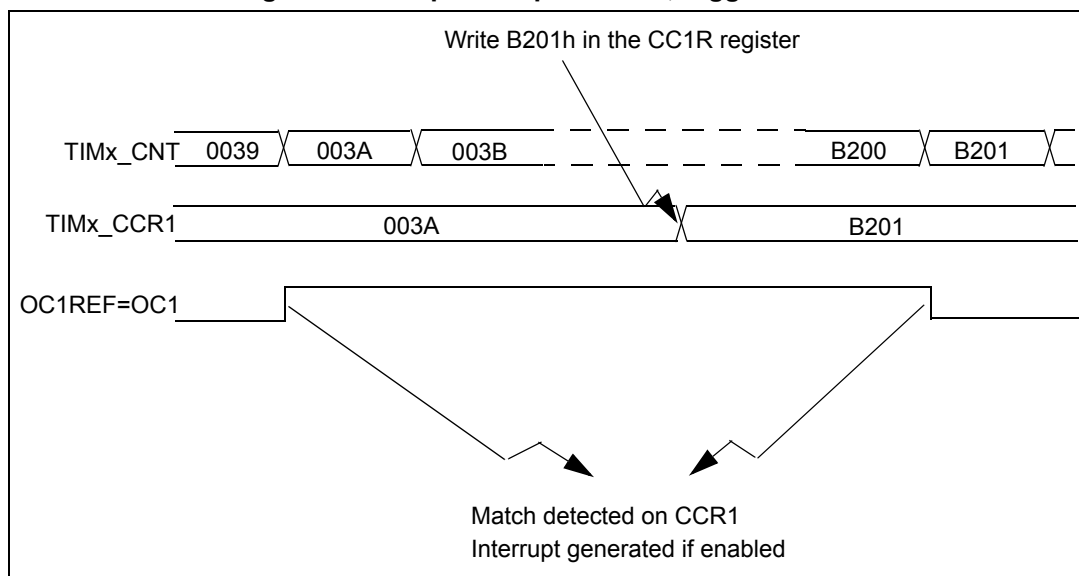 Write B201h in the CC1R register
TIMx_CNT 0039 003A 003B B200 B201
TIMx_CCR1 003A B201
OC1REF=OC1
Match detected on CCR1
Interrupt generated if enabled